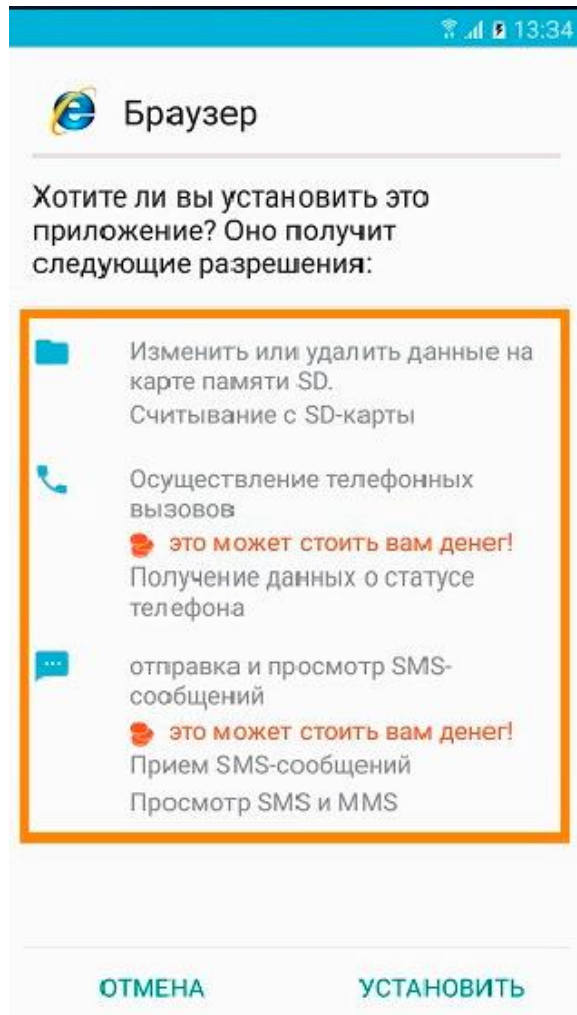 13:34
Браузер
Хотите ли вы установить это
приложение? Оно получит
следующие разрешения:
Изменить или удалить данные на
карте памяти SD.
Считывание с SD-карты
Осуществление телефонных
вызовов
это может стоить вам денег!
Получение данных о статусе
телефона
отправка и просмотр SMS-
сообщений
это может стоить вам денег!
Прием SMS-сообщений
Просмотр SMS и MMS
ОТМЕНА УСТАНОВИТЬ